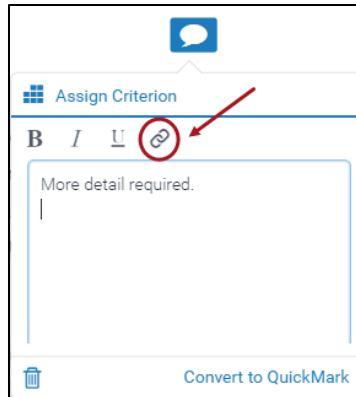 Assign Criterion
B I U
More detail required.
Convert to QuickMark